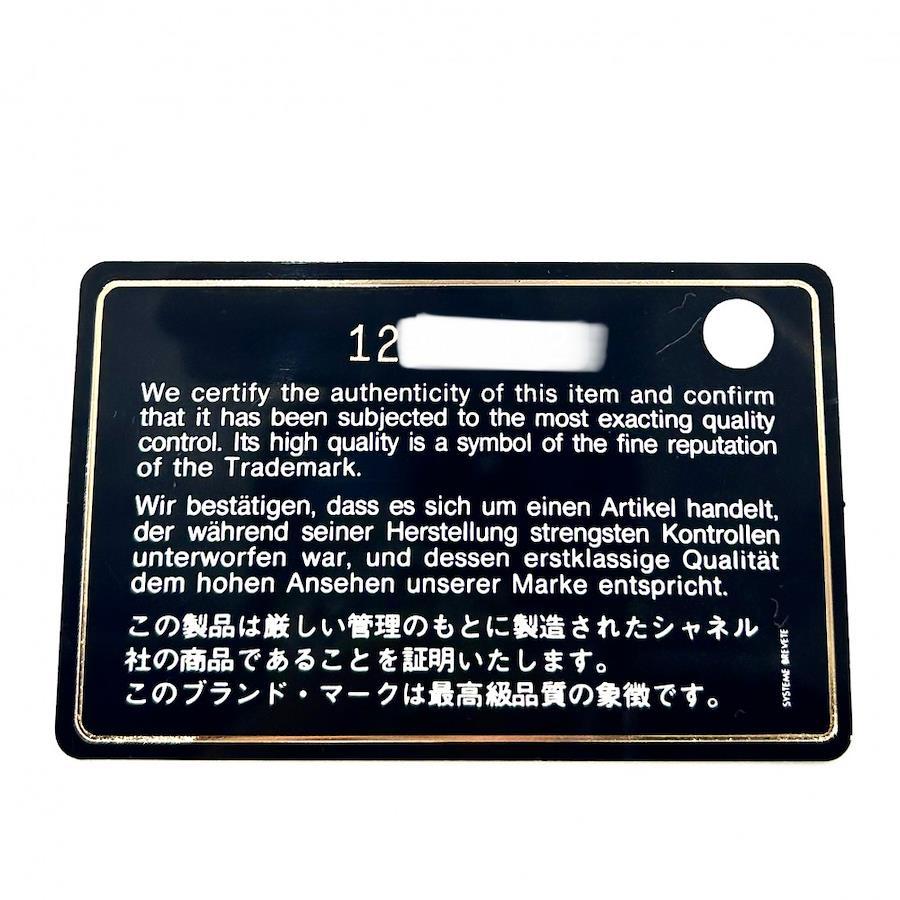 12
We certify the authenticity of this item and confirm
that it has been subjected to the most exacting quality
control. Its high quality is a symbol of the fine reputation
of the Trademark.
Wir bestätigen, dass es sich um einen Artikel handelt,
der während seiner Herstellung strengsten Kontrollen
unterworfen war, und dessen erstklassige Qualität
dem hohen Ansehen unserer Marke entspricht.
この製品は厳しい管理のもとに製造されたシャネル
社の商品であることを証明いたします。
このブランド・マークは最高級品質の象徴です。
SYSTEME BREVETE